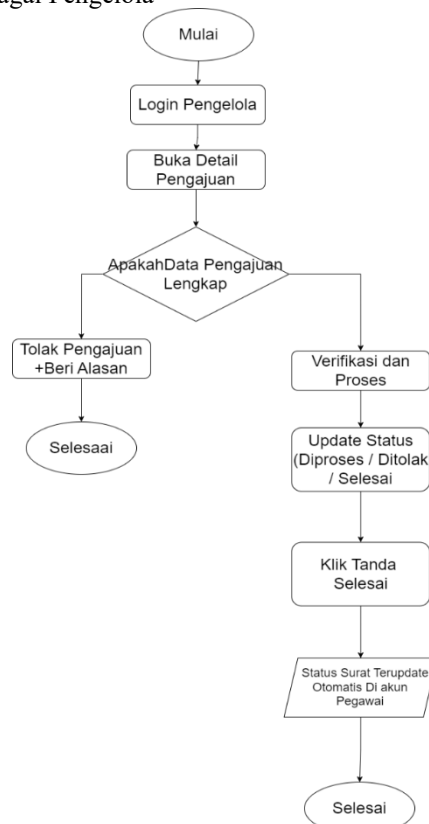 Pengelola
Mulai
Login Pengelola
Buka Detail
Pengajuan
ApakahData Pengajuan
Lengkap
Tolak Pengajuan
+Beri Alasan
Selesaai
Verifikasi dan
Proses
Update Status
(Diproses / Ditolak
/ Selesai
Klik Tanda
Selesai
Status Surat Terupdate
Otomatis Di akun
Pegawai
Selesai